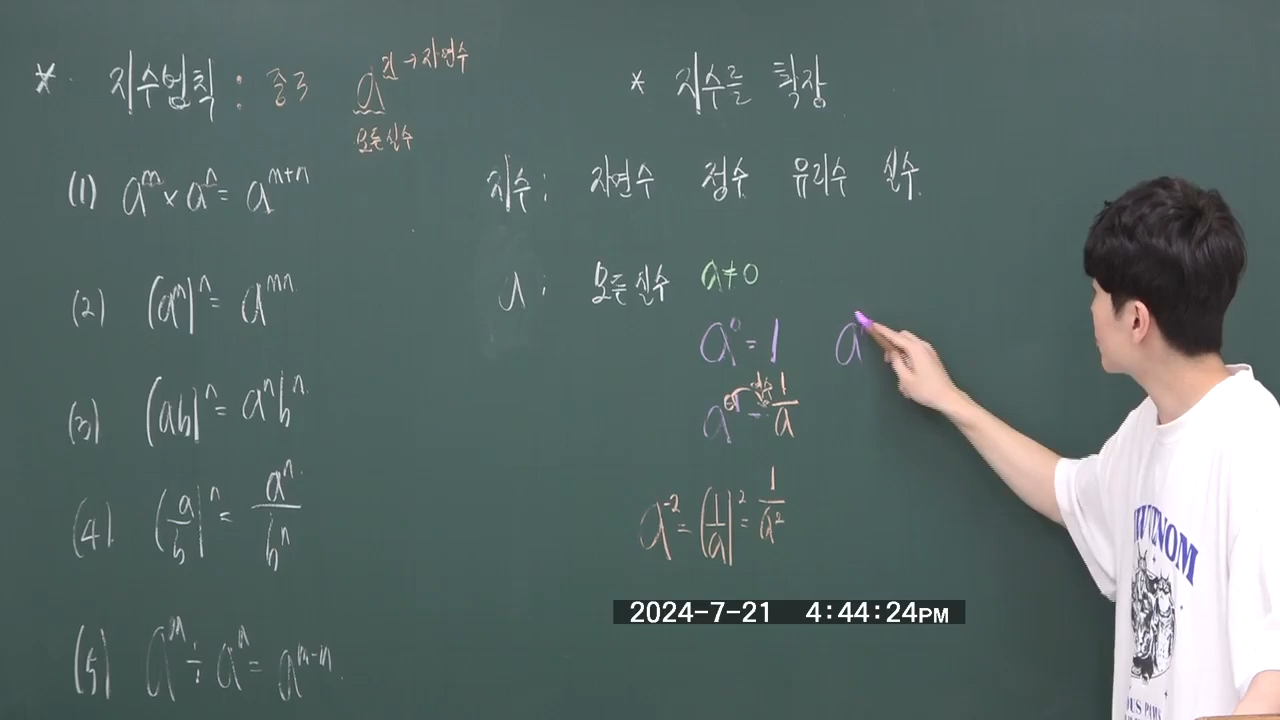 * 지수법칙 : 중3 a^권→자연수
모든 실수
(1) a^m × a^n = a^m+n
(2) (a^m)^n = a^mn
(3) (ab)^n = a^n b^n
(4) (a/b)^n = a^n/b^n
(5) a^m ÷ a^n = a^m-n
* 지수를 확장
지수 : 자연수 정수 유리수 실수
a : 모든 실수 a≠0
a^0 = 1 a
a = 1/a
a^-2 = (1/a)^2 = 1/a^2
2024-7-21 4:44:24PM
NOM